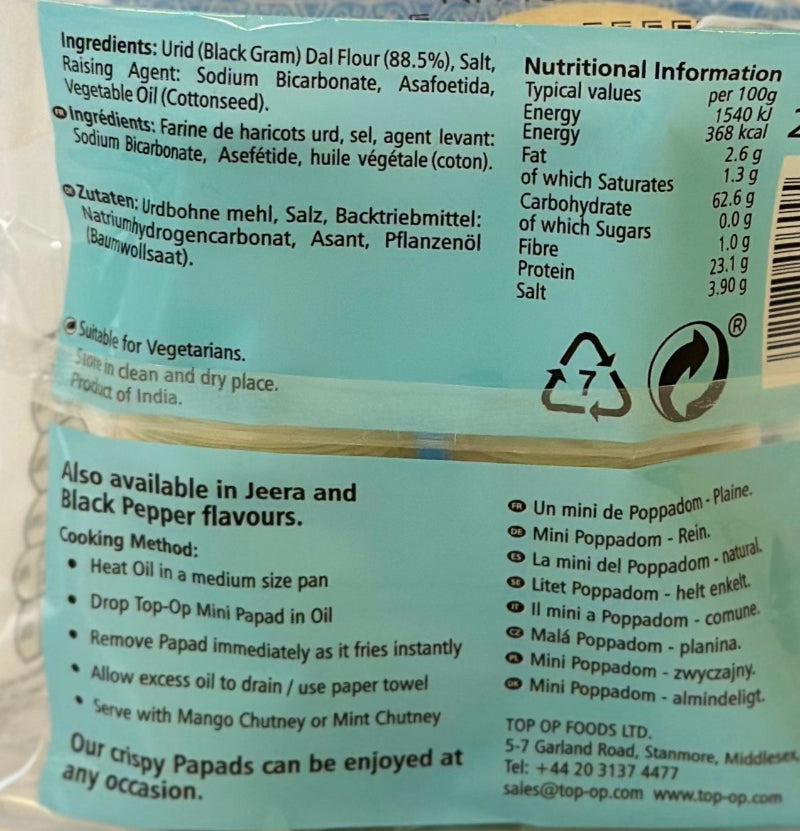 Ingredients: Urid (Black Gram) Dal Flour (88.5%), Salt,
Raising Agent: Sodium Bicarbonate, Asafoetida,
Vegetable Oil (Cottonseed).
FR Ingrédients: Farine de haricots urd, sel, agent levant:
Sodium Bicarbonate, Asefétide, huile végétale (coton).
DE Zutaten: Urdbohne mehl, Salz, Backtriebmittel:
Natriumhydrogencarbonat, Asant, Pflanzenöl
(Baumwollsaat).
Suitable for Vegetarians.
Store in clean and dry place.
Product of India.
Nutritional Information
Typical values per 100g
Energy 1540 kJ
Energy 368 kcal
Fat 2.6 g
of which Saturates 1.3 g
Carbohydrate 62.6 g
of which Sugars 0.0 g
Fibre 1.0 g
Protein 23.1 g
Salt 3.90 g
7
®
Also available in Jeera and
Black Pepper flavours.
Cooking Method:
• Heat Oil in a medium size pan
• Drop Top-Op Mini Papad in Oil
• Remove Papad immediately as it fries instantly
• Allow excess oil to drain / use paper towel
• Serve with Mango Chutney or Mint Chutney
Our crispy Papads can be enjoyed at
any occasion.
FR Un mini de Poppadom - Plaine.
DE Mini Poppadom - Rein.
ES La mini del Poppadom - natural.
SE Litet Poppadom - helt enkelt.
IT Il mini a Poppadom - comune.
CZ Malá Poppadom - planina.
PL Mini Poppadom - zwyczajny.
DK Mini Poppadom - almindeligt.
TOP OP FOODS LTD.
5-7 Garland Road, Stanmore, Middlesex,
Tel: +44 20 3137 4477
sales@top-op.com www.top-op.com